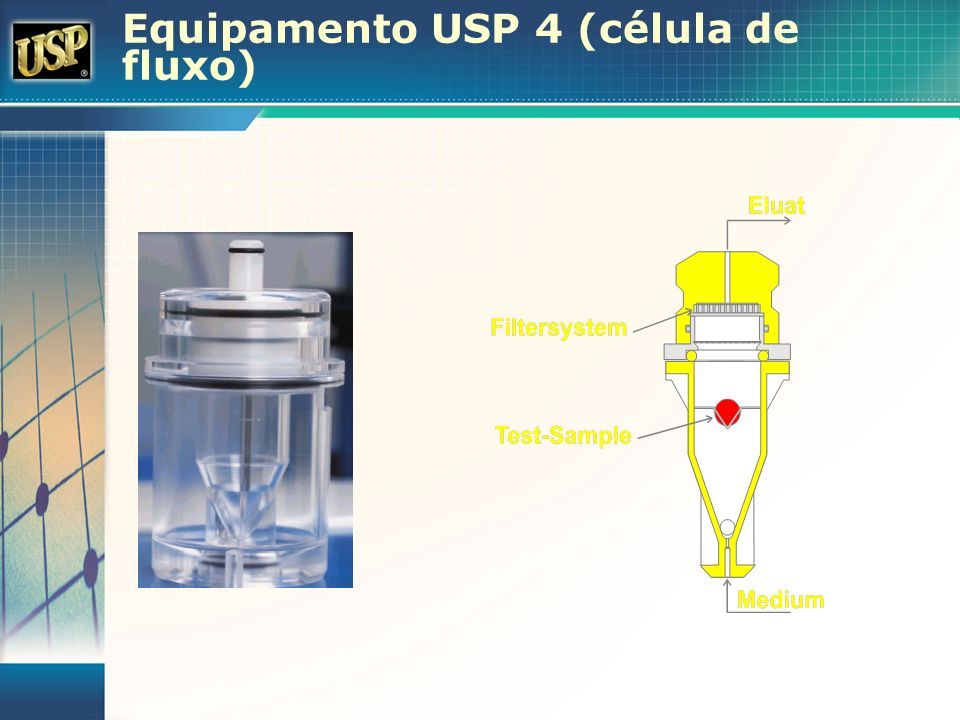 USP®
Equipamento USP 4 (célula de
fluxo)
Eluat
Filtersystem
Test-Sample
Medium